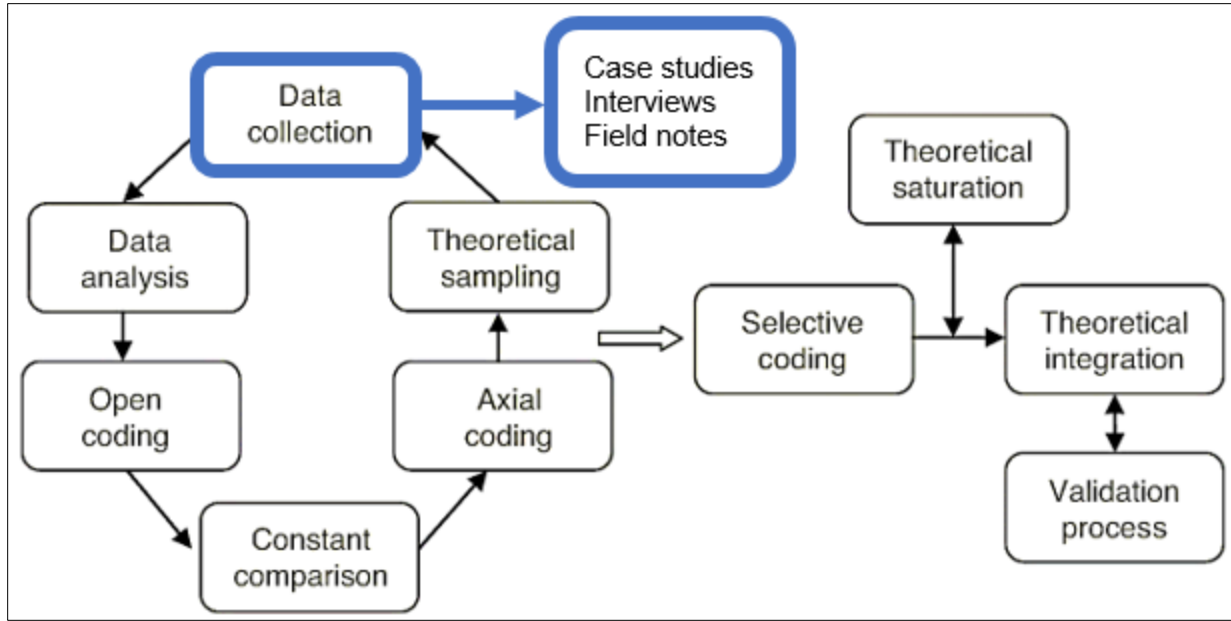 Data
collection
Case studies
Interviews
Field notes
Data
analysis
Theoretical
sampling
Open
coding
Axial
coding
Constant
comparison
Selective
coding
Theoretical
saturation
Theoretical
integration
Validation
process